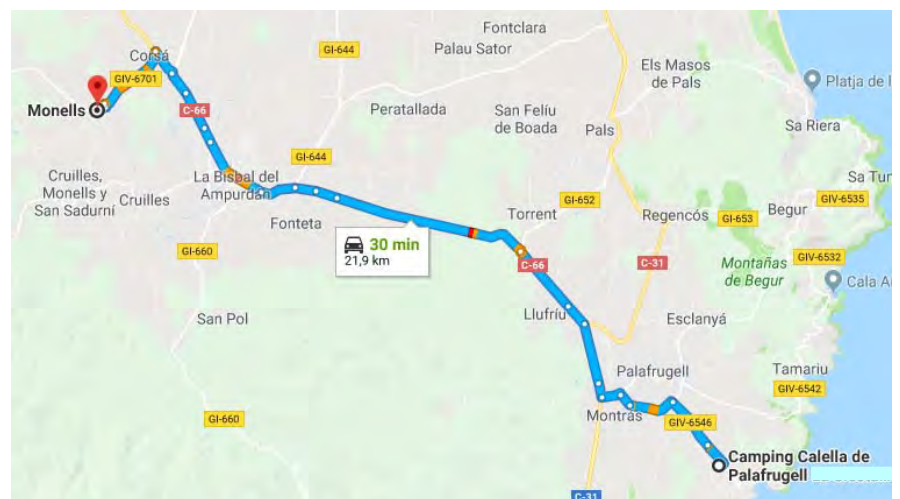 Fontclara
GI-644
Palau Sator
Corsá
GIV-6701
Els Masos
de Pals
Platja de l
Monells
C-66
Peratallada
San Felíu
de Boada
Pals
Sa Riera
GI-644
Cruilles,
Monells y
San Sadurní
Cruilles
La Bisbal del
Ampurdán
Sa Tun
GI-652
GIV-6535
Fonteta
Torrent
Regencós
GI-653
Begur
30 min
21,9 km
GI-660
C-66
C-31
Montañas
de Begur
GIV-6532
Cala Ai
San Pol
Llufríu
Esclanyá
Palafrugell
Tamariu
GIV-6542
GI-660
Montrás
GIV-6546
Camping Calella de
Palafrugell
C-31